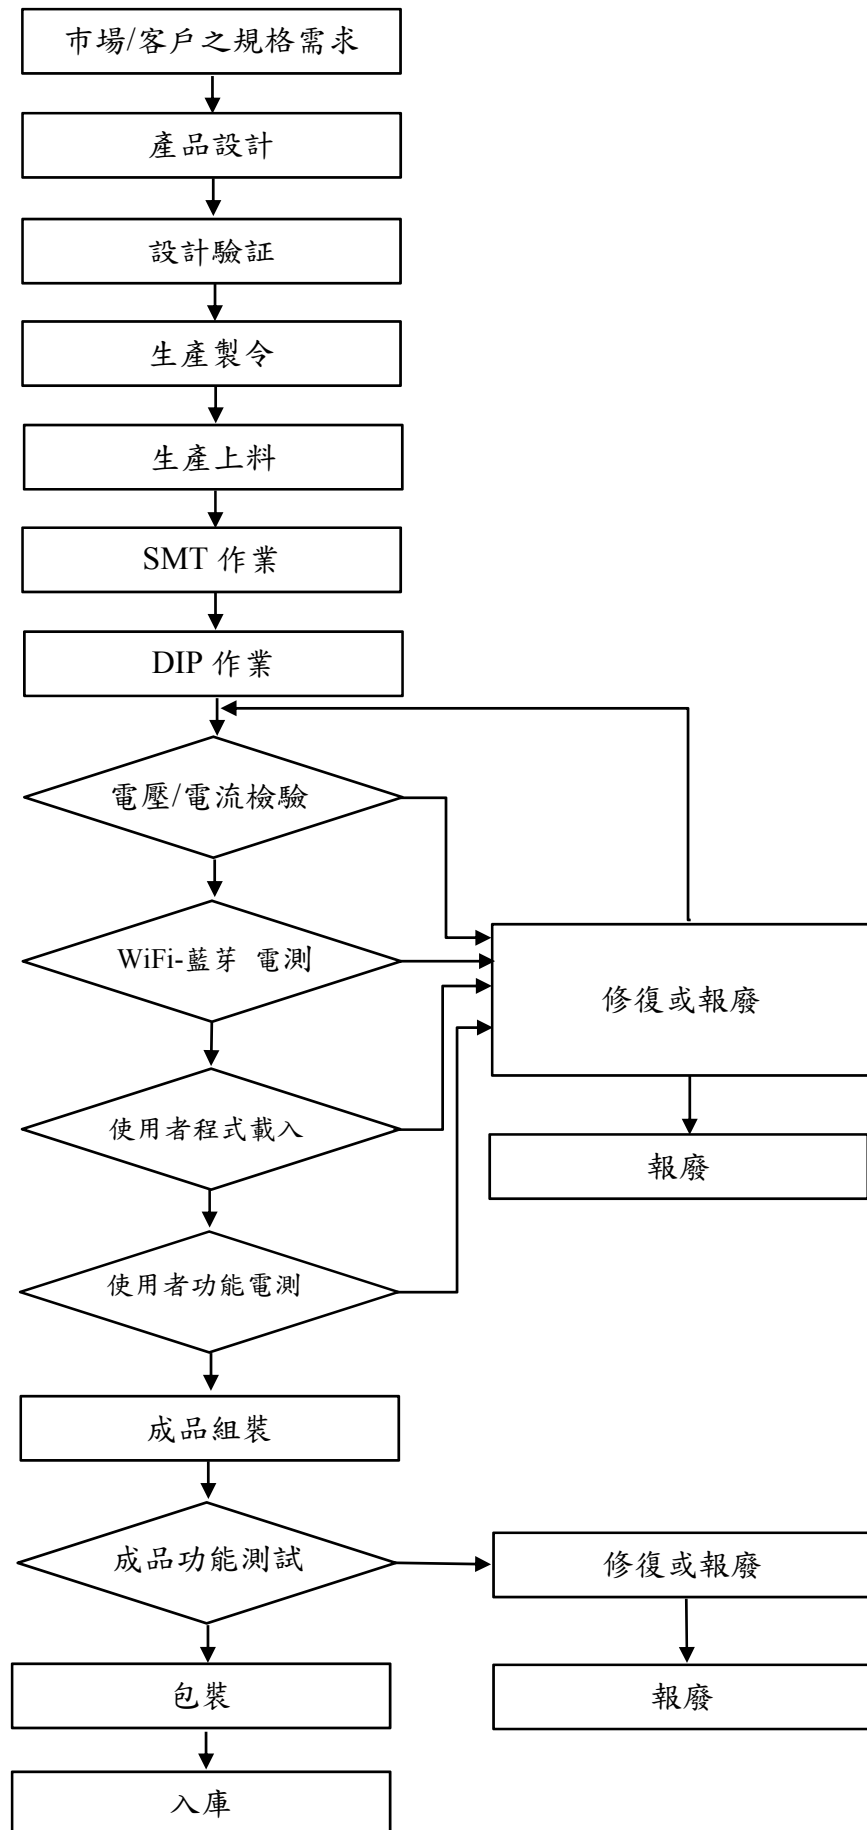 市場/客戶之規格需求
產品設計
設計驗証
生產製令
生產上料
SMT 作業
DIP 作業
電壓/電流檢驗
WiFi-藍芽 電測
修復或報廢
使用者程式載入
報廢
使用者功能電測
成品組裝
成品功能測試
修復或報廢
包裝
報廢
入庫